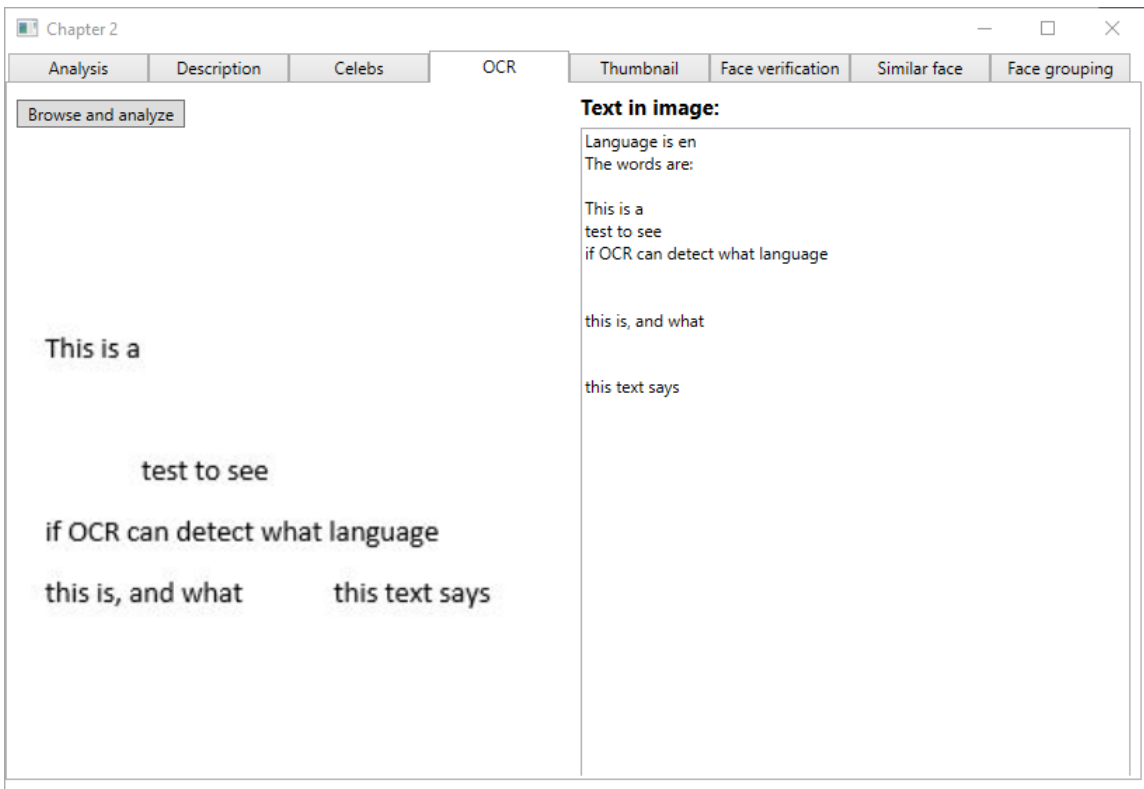 Chapter 2
Analysis Description Celebs OCR Thumbnail Face verification Similar face Face grouping
Browse and analyze
This is a
test to see
if OCR can detect what language
this is, and what this text says
Text in image:
Language is en
The words are:
This is a
test to see
if OCR can detect what language
this is, and what
this text says